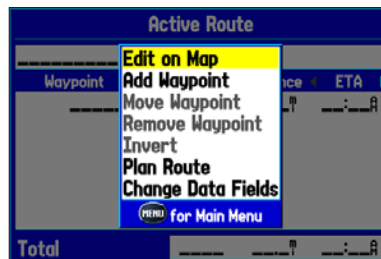 Active Route
Edit on Map
Waypoint Add Waypoint nce ETA
Move Waypoint
Remove Waypoint
Invert
Plan Route
Change Data Fields
MENU for Main Menu
Total